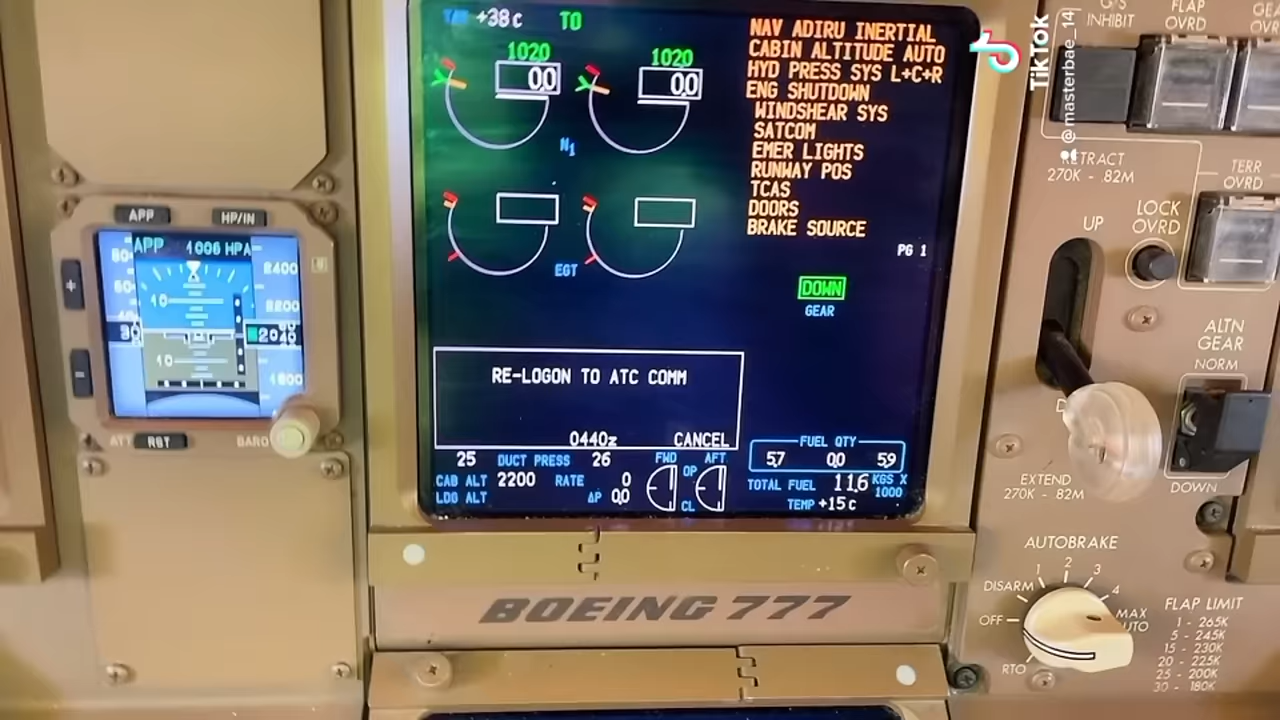 +38c TO
1020
00
1020
00
N1
EGT
NAV ADIRU INERTIAL
CABIN ALTITUDE AUTO
HYD PRESS SYS L+C+R
ENG SHUTDOWN
WINDSHEAR SYS
SATCOM
EMER LIGHTS
RUNWAY POS
TCAS
DOORS
BRAKE SOURCE
PG 1
DOWN
GEAR
RE-LOGON TO ATC COMM
0440z CANCEL
25 DUCT PRESS 26
CAB ALT 2200 RATE 0
LDG ALT ΔP 00
FWD AFT
OP
CL
FUEL QTY
5.7 0.0 5.9
TOTAL FUEL 11.6 KGS X
1000
TEMP +15c
BOEING 777
APP HP/IN
APP 1006 HPA
2400
2200
10
10
+
-
ATT RST BARO
TikTok
@masterbae_14
G/S
INHIBIT
FLAP
OVRD
RETRACT
270K - .82M
TERR
OVRD
UP
LOCK
OVRD
ALTN
GEAR
NORM
DOWN
EXTEND
270K - .82M
AUTOBRAKE
OFF
DISARM
1
2
3
4
MAX
AUTO
RTO
FLAP LIMIT
1 - 265K
5 - 245K
15 - 230K
20 - 225K
25 - 200K
30 - 180K